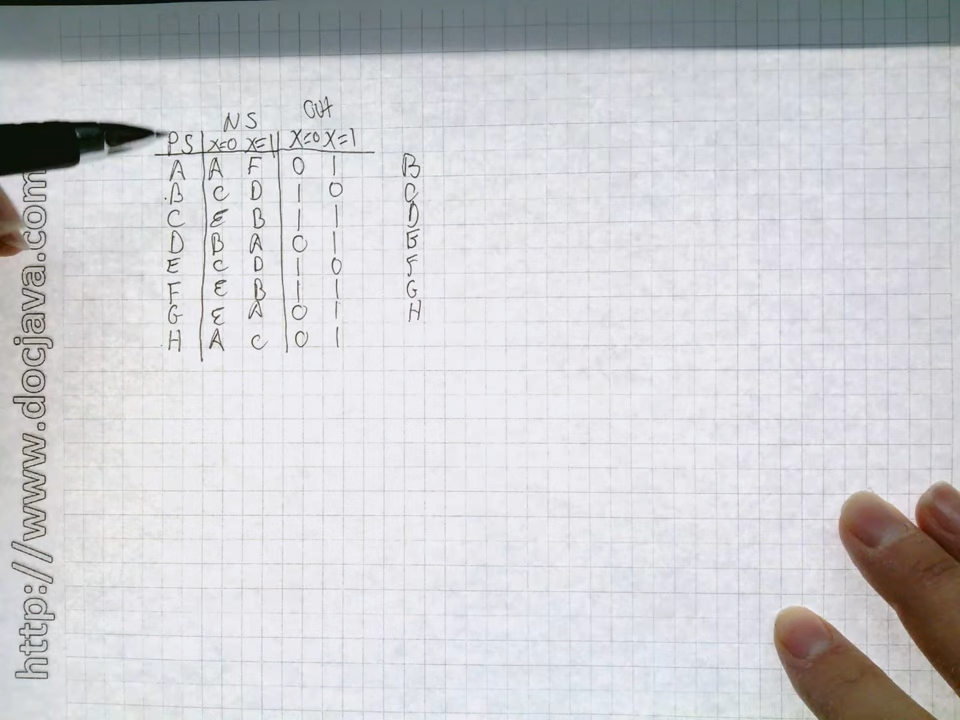 NS OUT
PS X=0 X=1 X=0 X=1
A A F 0 1 B
B C D 1 0 C
C E B 1 1 D
D B A 0 1 E
E C D 1 0 F
F E B 1 1 G
G E A 0 1 H
H A C 0 1
http://www.docjava.com